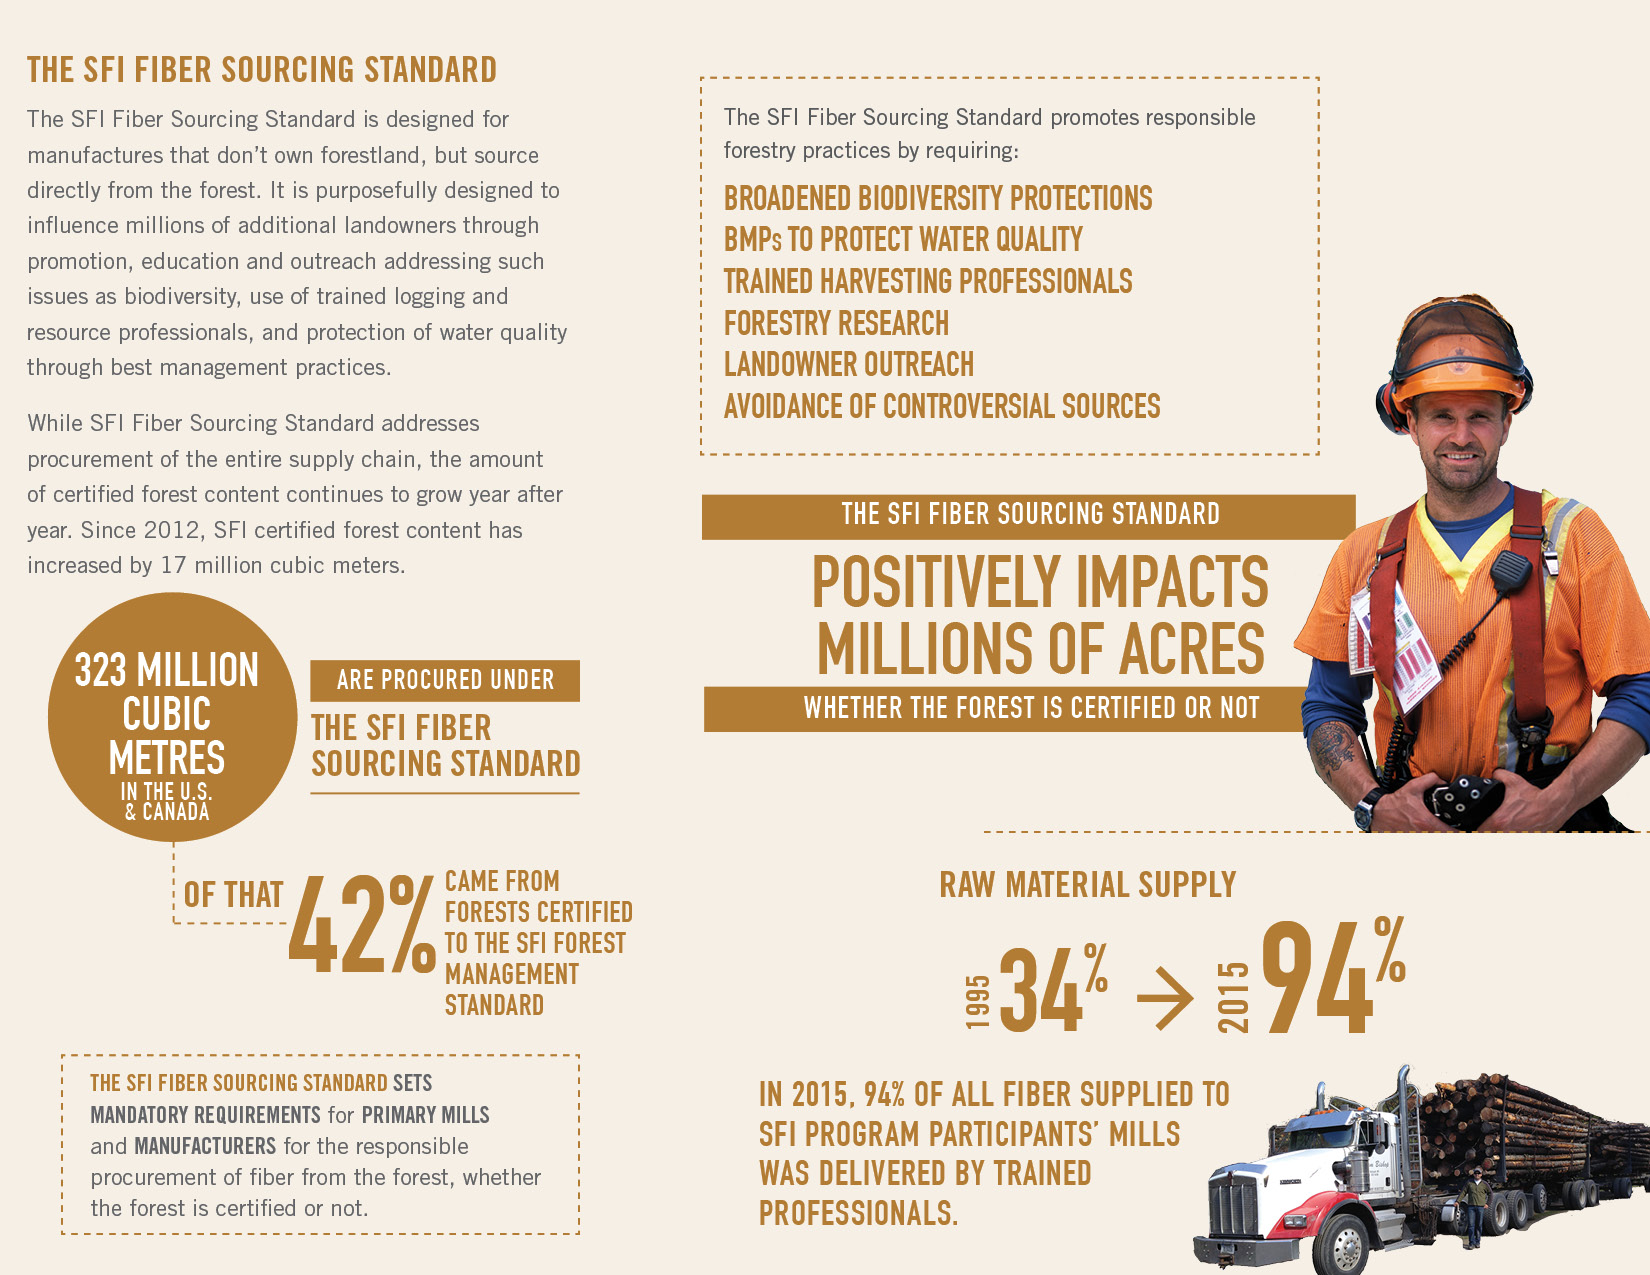 THE SFI FIBER SOURCING STANDARD
The SFI Fiber Sourcing Standard is designed for
manufactures that don't own forestland, but source
directly from the forest. It is purposefully designed to
influence millions of additional landowners through
promotion, education and outreach addressing such
issues as biodiversity, use of trained logging and
resource professionals, and protection of water quality
through best management practices.
While SFI Fiber Sourcing Standard addresses
procurement of the entire supply chain, the amount
of certified forest content continues to grow year after
year. Since 2012, SFI certified forest content has
increased by 17 million cubic meters.
323 MILLION
CUBIC
METRES
IN THE U.S.
& CANADA
ARE PROCURED UNDER
THE SFI FIBER
SOURCING STANDARD
OF THAT
42%
CAME FROM
FORESTS CERTIFIED
TO THE SFI FOREST
MANAGEMENT
STANDARD
THE SFI FIBER SOURCING STANDARD SETS
MANDATORY REQUIREMENTS for PRIMARY MILLS
and MANUFACTURERS for the responsible
procurement of fiber from the forest, whether
the forest is certified or not.
The SFI Fiber Sourcing Standard promotes responsible
forestry practices by requiring:
BROADENED BIODIVERSITY PROTECTIONS
BMPs TO PROTECT WATER QUALITY
TRAINED HARVESTING PROFESSIONALS
FORESTRY RESEARCH
LANDOWNER OUTREACH
AVOIDANCE OF CONTROVERSIAL SOURCES
THE SFI FIBER SOURCING STANDARD
POSITIVELY IMPACTS
MILLIONS OF ACRES
WHETHER THE FOREST IS CERTIFIED OR NOT
RAW MATERIAL SUPPLY
1995 34% → 2015 94%
IN 2015, 94% OF ALL FIBER SUPPLIED TO
SFI PROGRAM PARTICIPANTS' MILLS
WAS DELIVERED BY TRAINED
PROFESSIONALS.